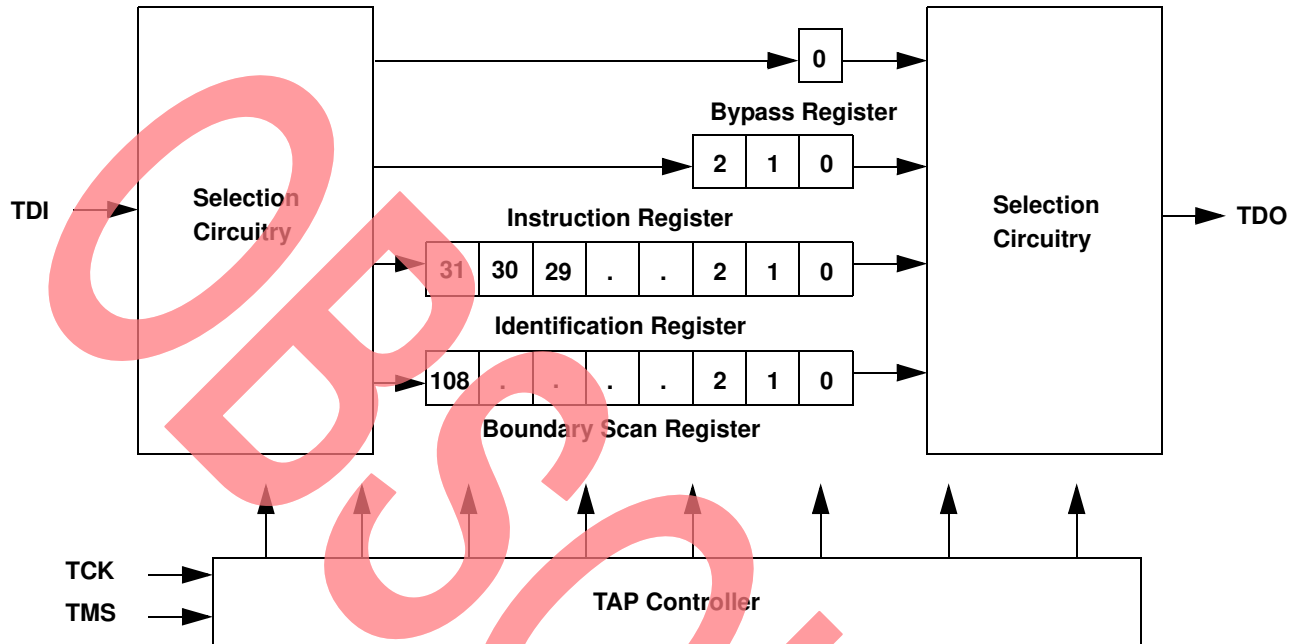 0
Bypass Register
2 1 0
TDI
Selection
Circuitry
Instruction Register
31 30 29 . . 2 1 0
Identification Register
108 . . . . 2 1 0
Boundary Scan Register
Selection
Circuitry
TDO
TCK
TMS
TAP Controller
OBSO